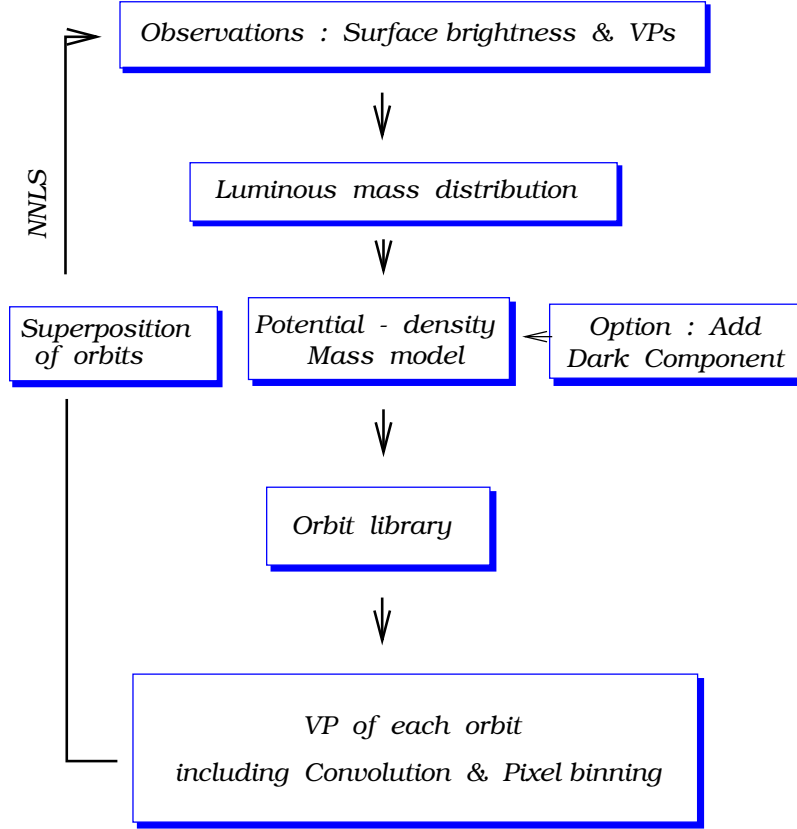 Observations : Surface brightness & VPs
Luminous mass distribution
NNLS
Superposition
of orbits
Potential - density
Mass model
Option : Add
Dark Component
Orbit library
VP of each orbit
including Convolution & Pixel binning